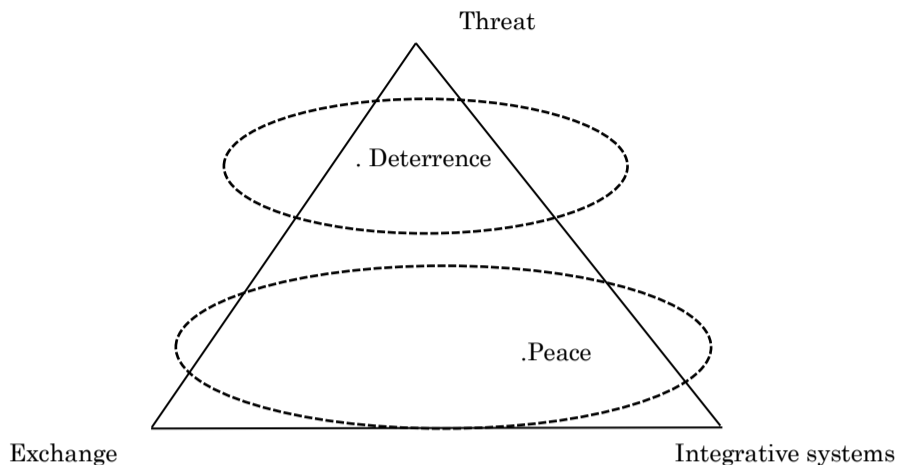 Threat
. Deterrence
.Peace
Exchange
Integrative systems